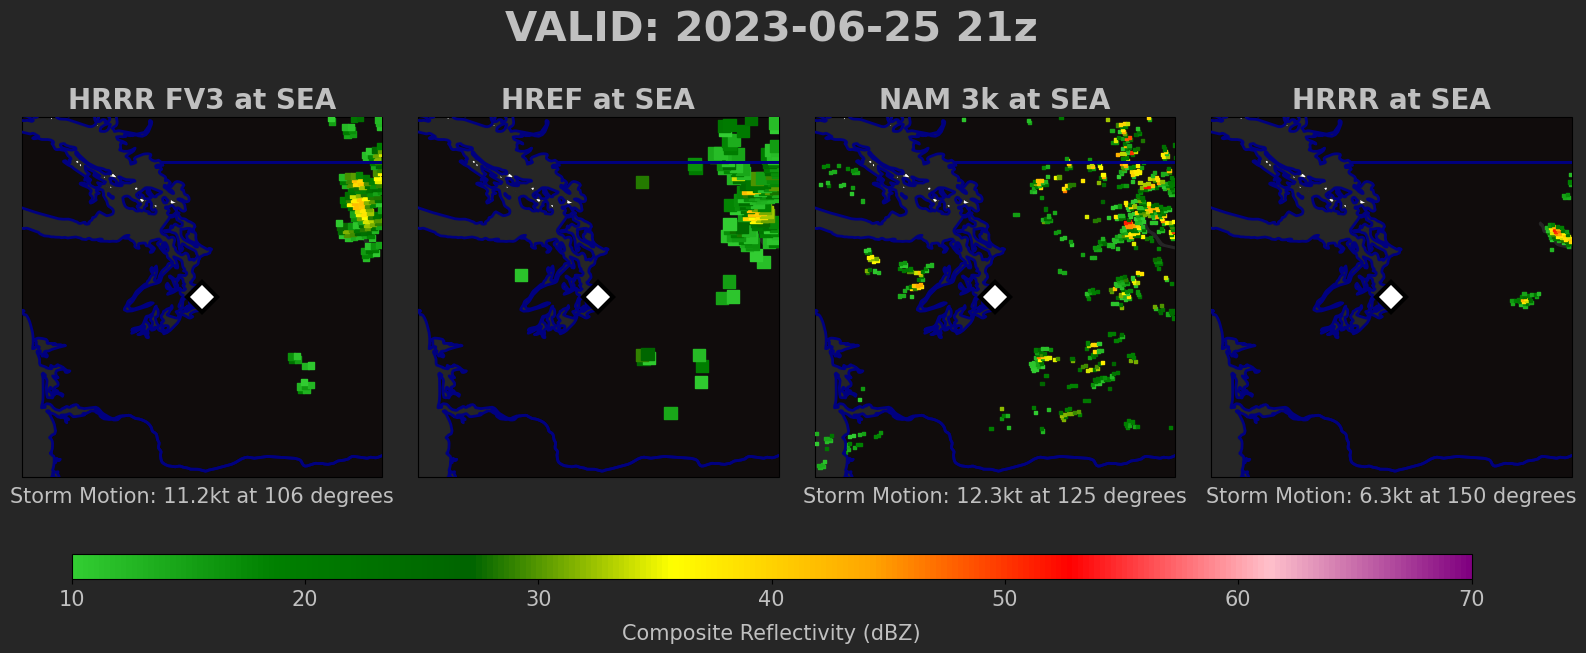 VALID: 2023-06-25 21z
HRRR FV3 at SEA
HREF at SEA
NAM 3k at SEA
HRRR at SEA
Storm Motion: 11.2kt at 106 degrees
Storm Motion: 12.3kt at 125 degrees
Storm Motion: 6.3kt at 150 degrees
10 20 30 40 50 60 70
Composite Reflectivity (dBZ)